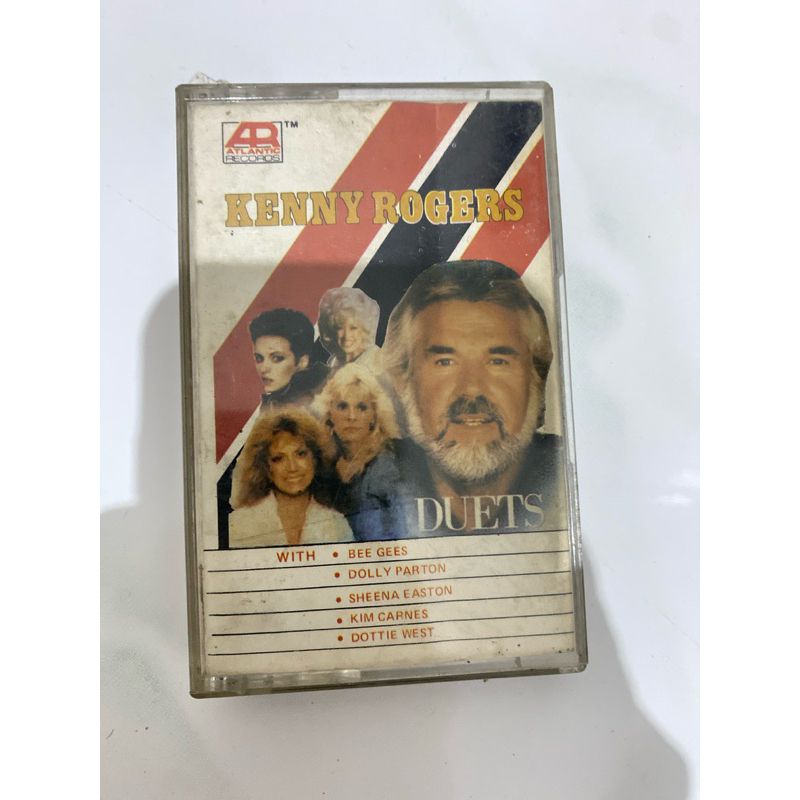 AR ™
ATLANTIC
RECORDS
KENNY ROGERS
DUETS
WITH • BEE GEES
• DOLLY PARTON
• SHEENA EASTON
• KIM CARNES
• DOTTIE WEST